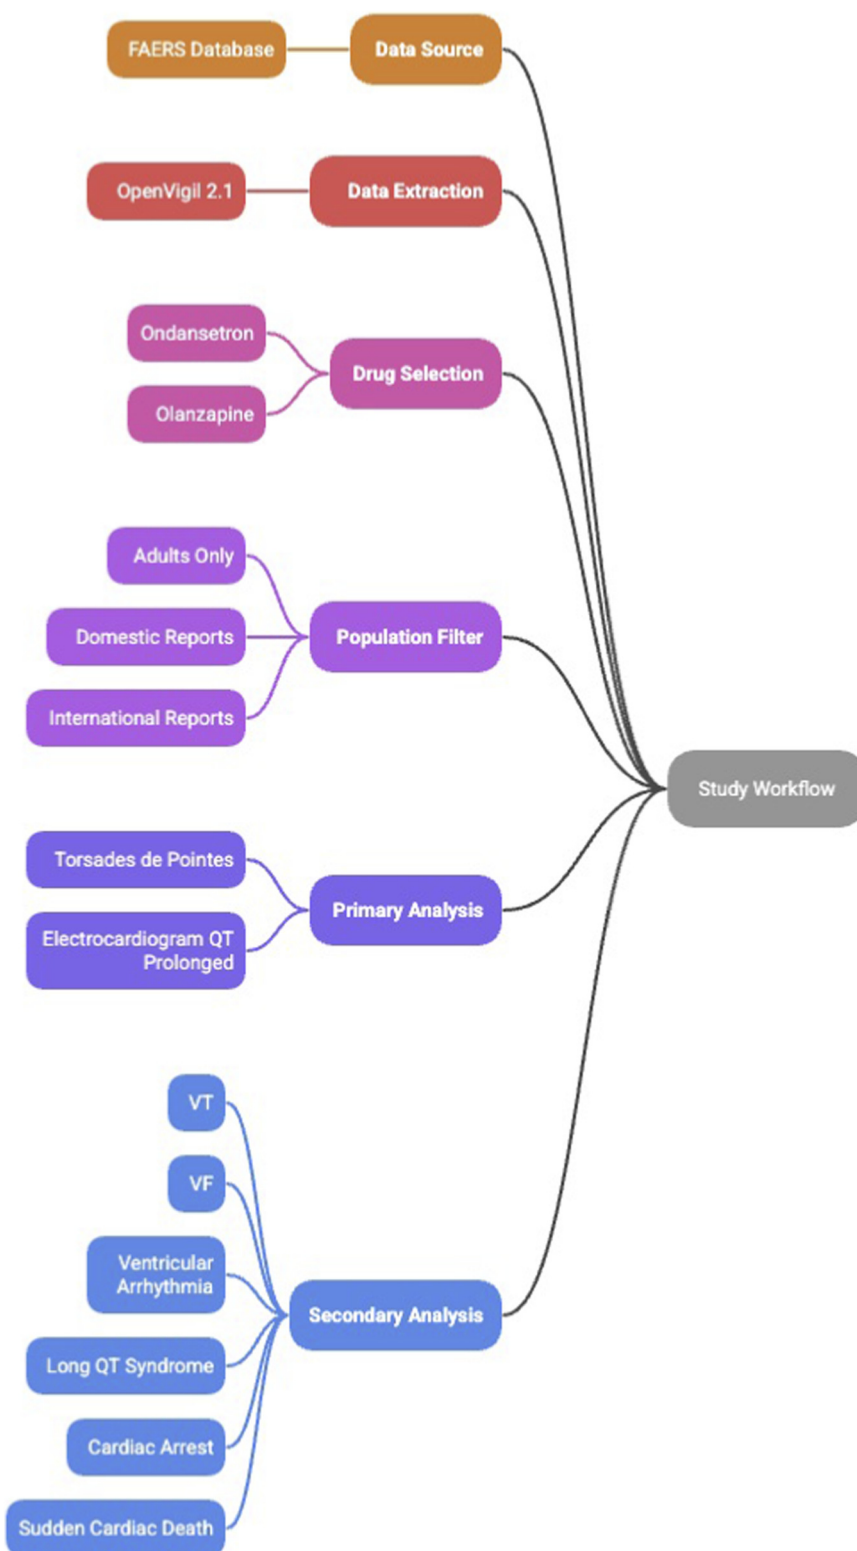 FAERS Database
Data Source
OpenVigil 2.1
Data Extraction
Ondansetron
Olanzapine
Drug Selection
Adults Only
Domestic Reports
International Reports
Population Filter
Study Workflow
Torsades de Pointes
Electrocardiogram QT
Prolonged
Primary Analysis
VT
VF
Ventricular
Arrhythmia
Long QT Syndrome
Cardiac Arrest
Sudden Cardiac Death
Secondary Analysis